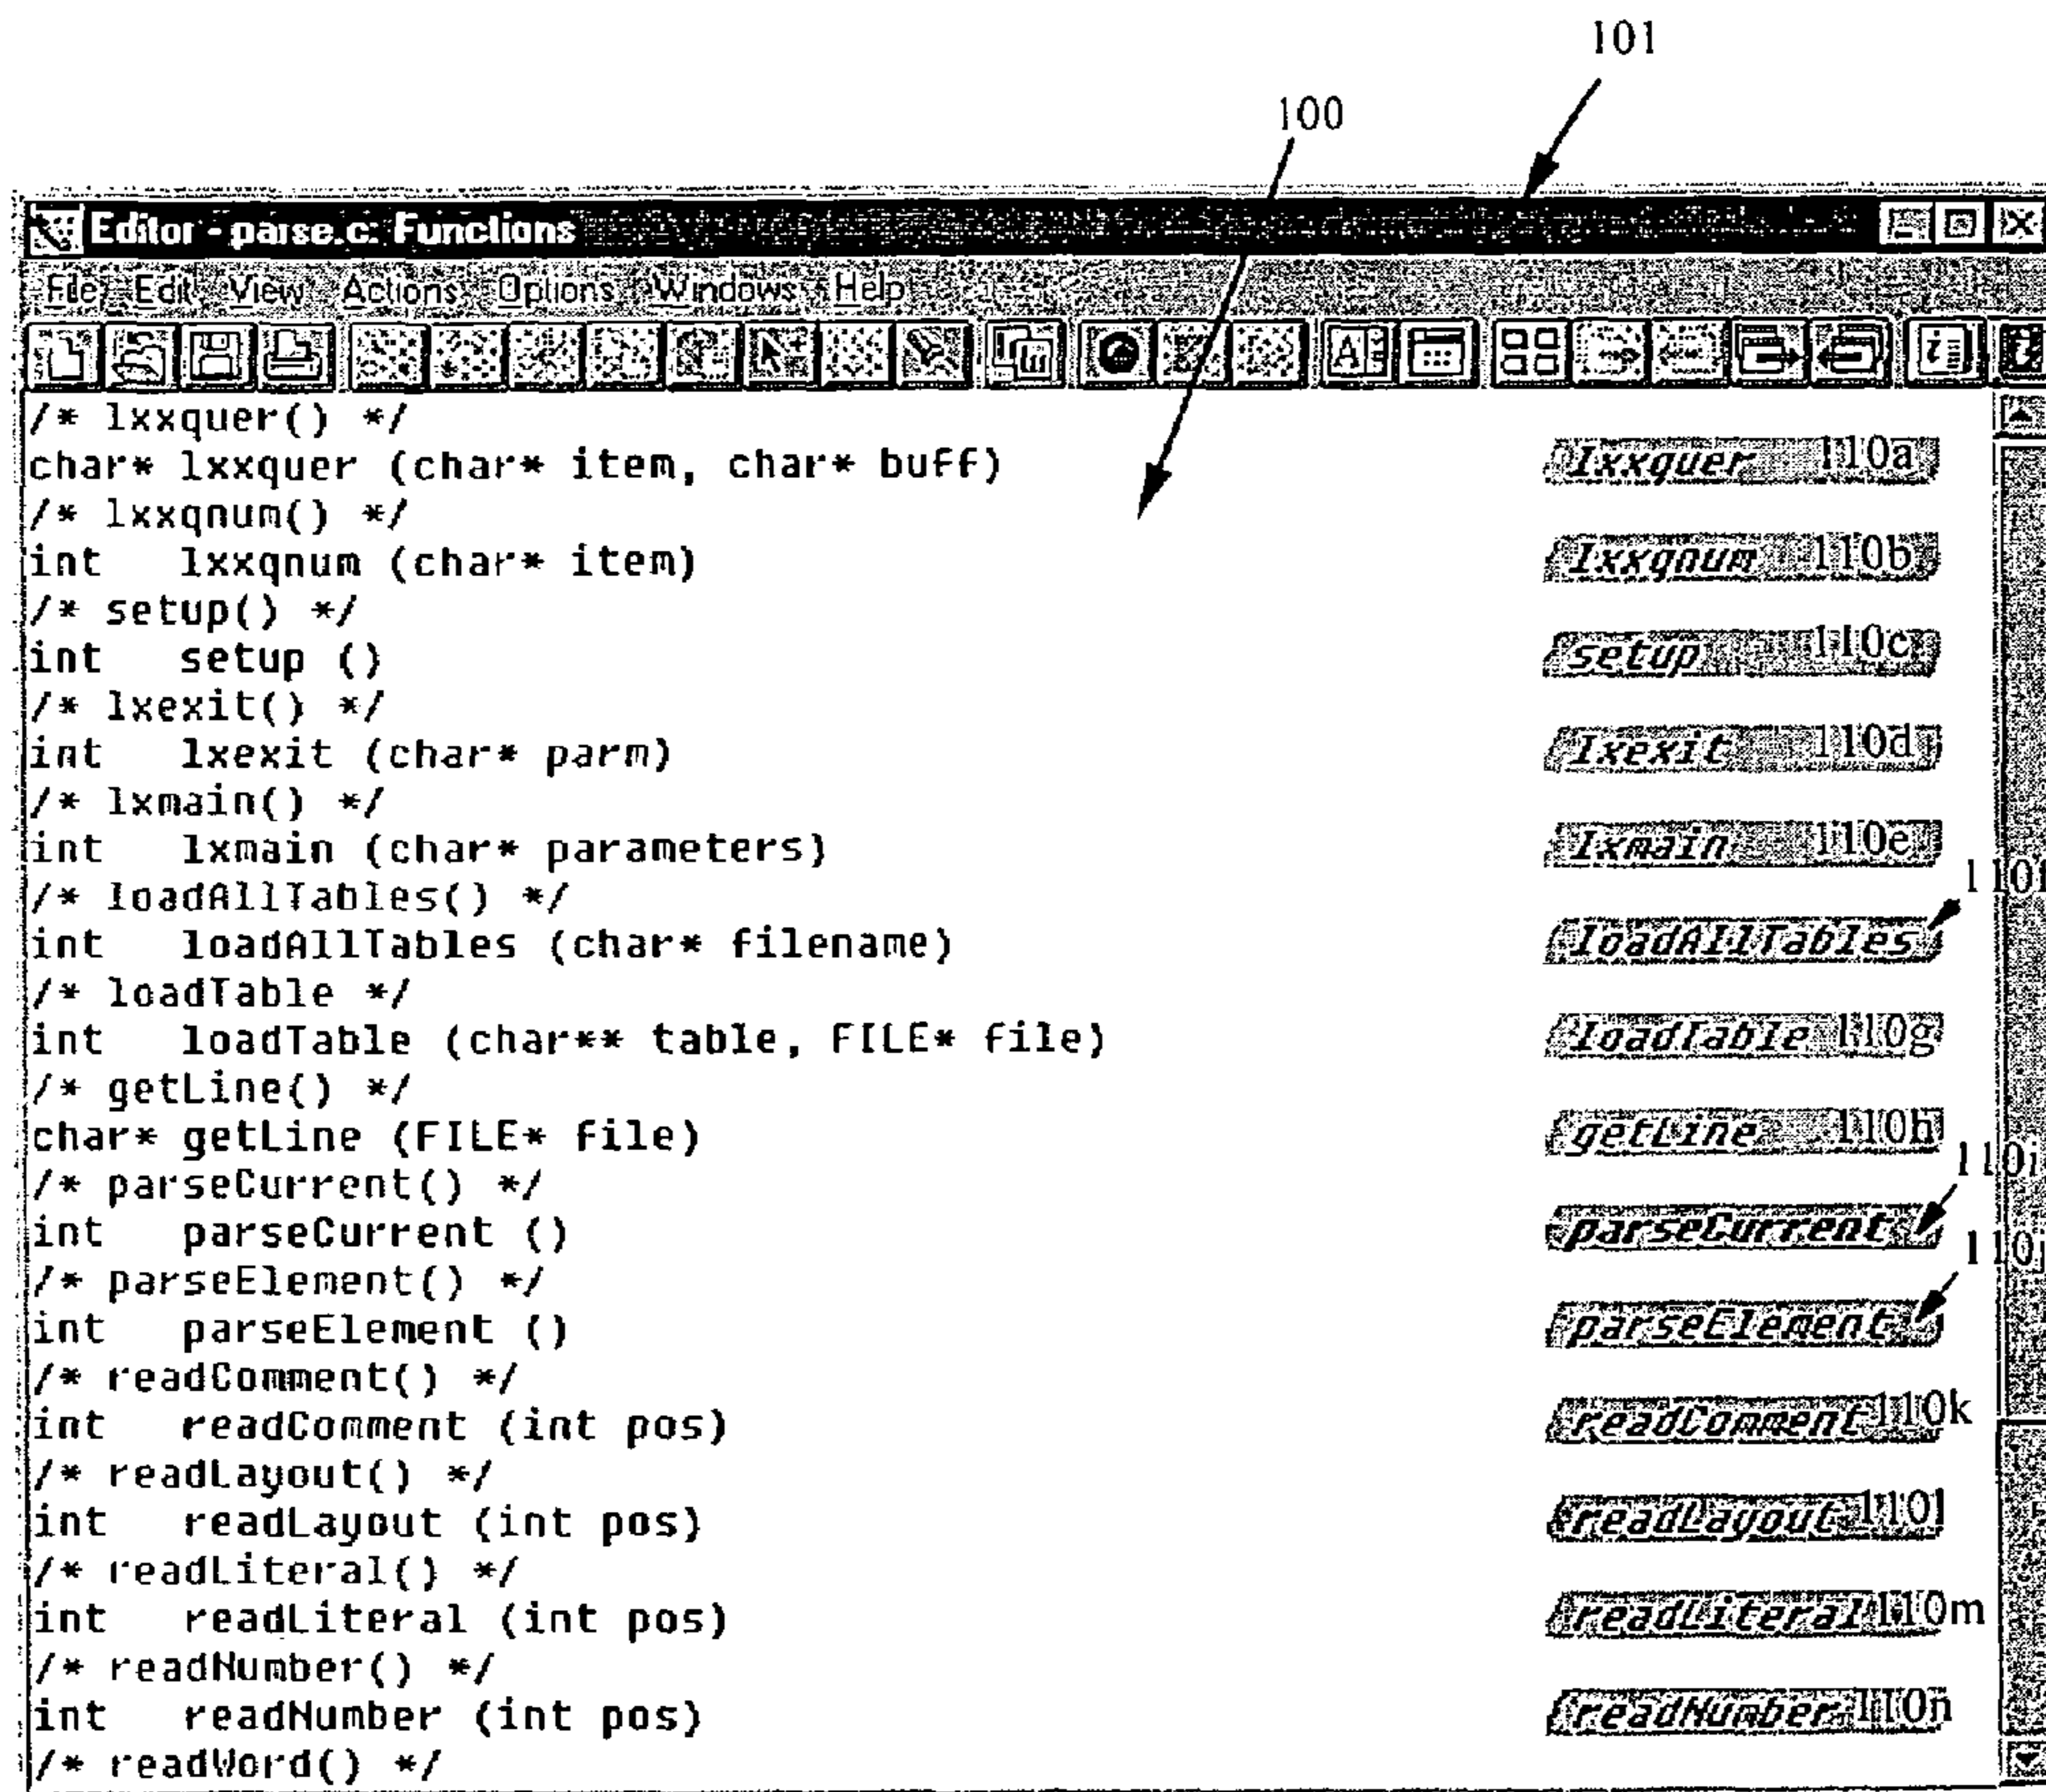 101
100
Editor - parse.c: Functions
File Edit View Actions Options Windows Help
/* lxxquer() */
char* lxxquer (char* item, char* buff) lxxquer 110a
/* lxxqnum() */
int lxxqnum (char* item) lxxqnum 110b
/* setup() */
int setup () setup 110c
/* lxexit() */
int lxexit (char* parm) lxexit 110d
/* lxmain() */
int lxmain (char* parameters) lxmain 110e
110f
/* loadAllTables() */
int loadAllTables (char* filename) loadAllTables
/* loadTable */
int loadTable (char** table, FILE* file) loadTable 110g
/* getLine() */
char* getLine (FILE* file) getLine 110h
110i
/* parseCurrent() */
int parseCurrent () parseCurrent
110j
/* parseElement() */
int parseElement () parseElement
/* readComment() */
int readComment (int pos) readComment 110k
/* readLayout() */
int readLayout (int pos) readLayout 110l
/* readLiteral() */
int readLiteral (int pos) readLiteral 110m
/* readNumber() */
int readNumber (int pos) readNumber 110n
/* readWord() */